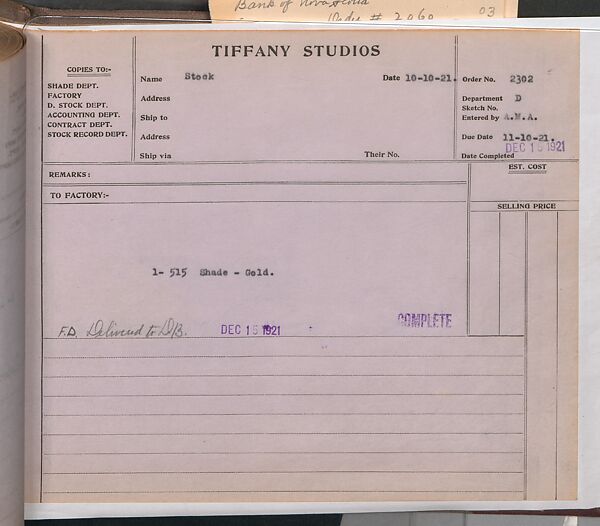 Bank of Nova Scotia
Order # 2060 03
TIFFANY STUDIOS
COPIES TO:-
SHADE DEPT.
FACTORY
D. STOCK DEPT.
ACCOUNTING DEPT.
CONTRACT DEPT.
STOCK RECORD DEPT.
Name Stock Date 10-10-21.
Address
Ship to
Address
Ship via Their No.
Order No. 2302
Department D
Sketch No.
Entered by A.M.A.
Due Date 11-10-21.
DEC 15 1921
Date Completed
REMARKS:
EST. COST
TO FACTORY:-
SELLING PRICE
1- 515 Shade - Gold.
COMPLETE
F.D. Delivered to D/B. DEC 15 1921